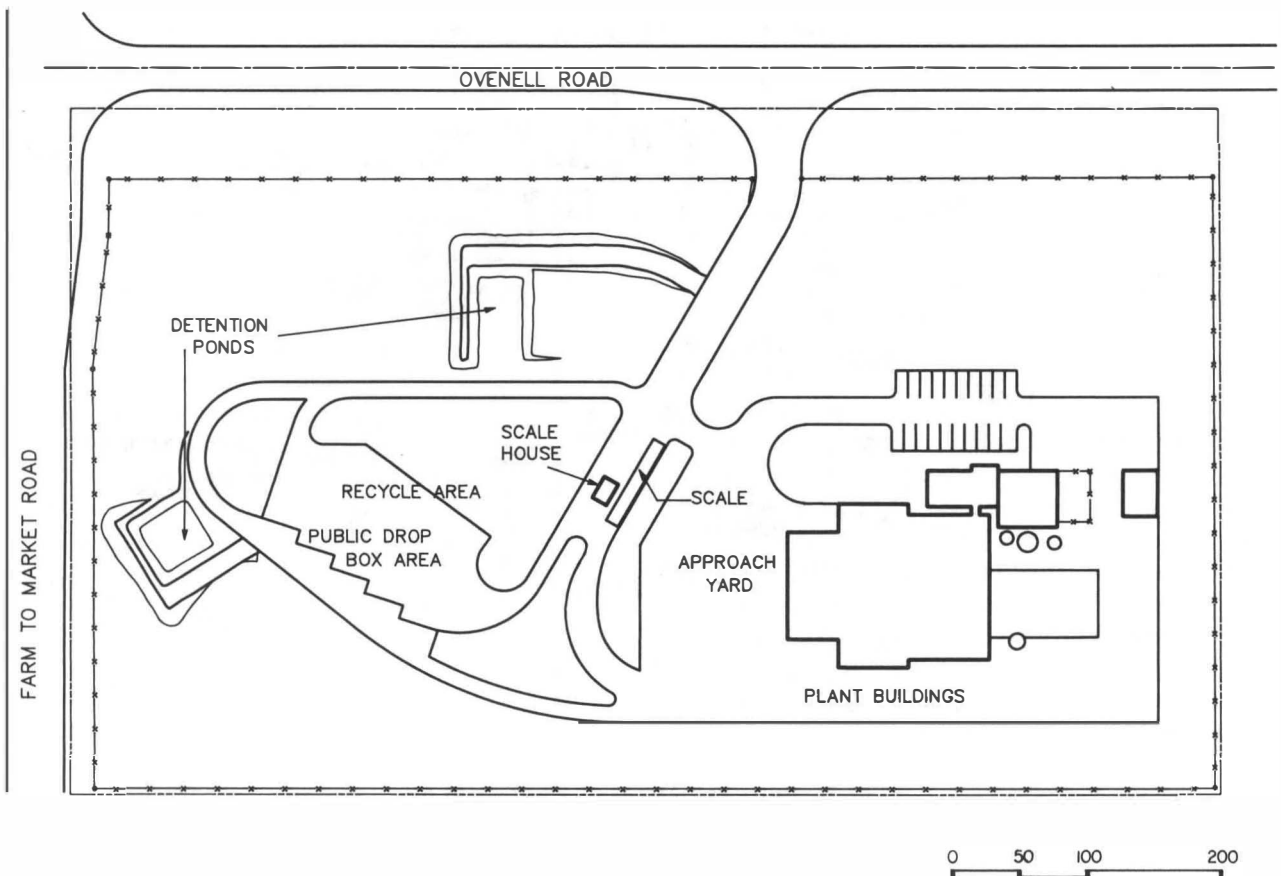 OVENELL ROAD
DETENTION
PONDS
SCALE
HOUSE
RECYCLE AREA
SCALE
PUBLIC DROP
BOX AREA
APPROACH
YARD
PLANT BUILDINGS
FARM TO MARKET ROAD
0 50 100 200